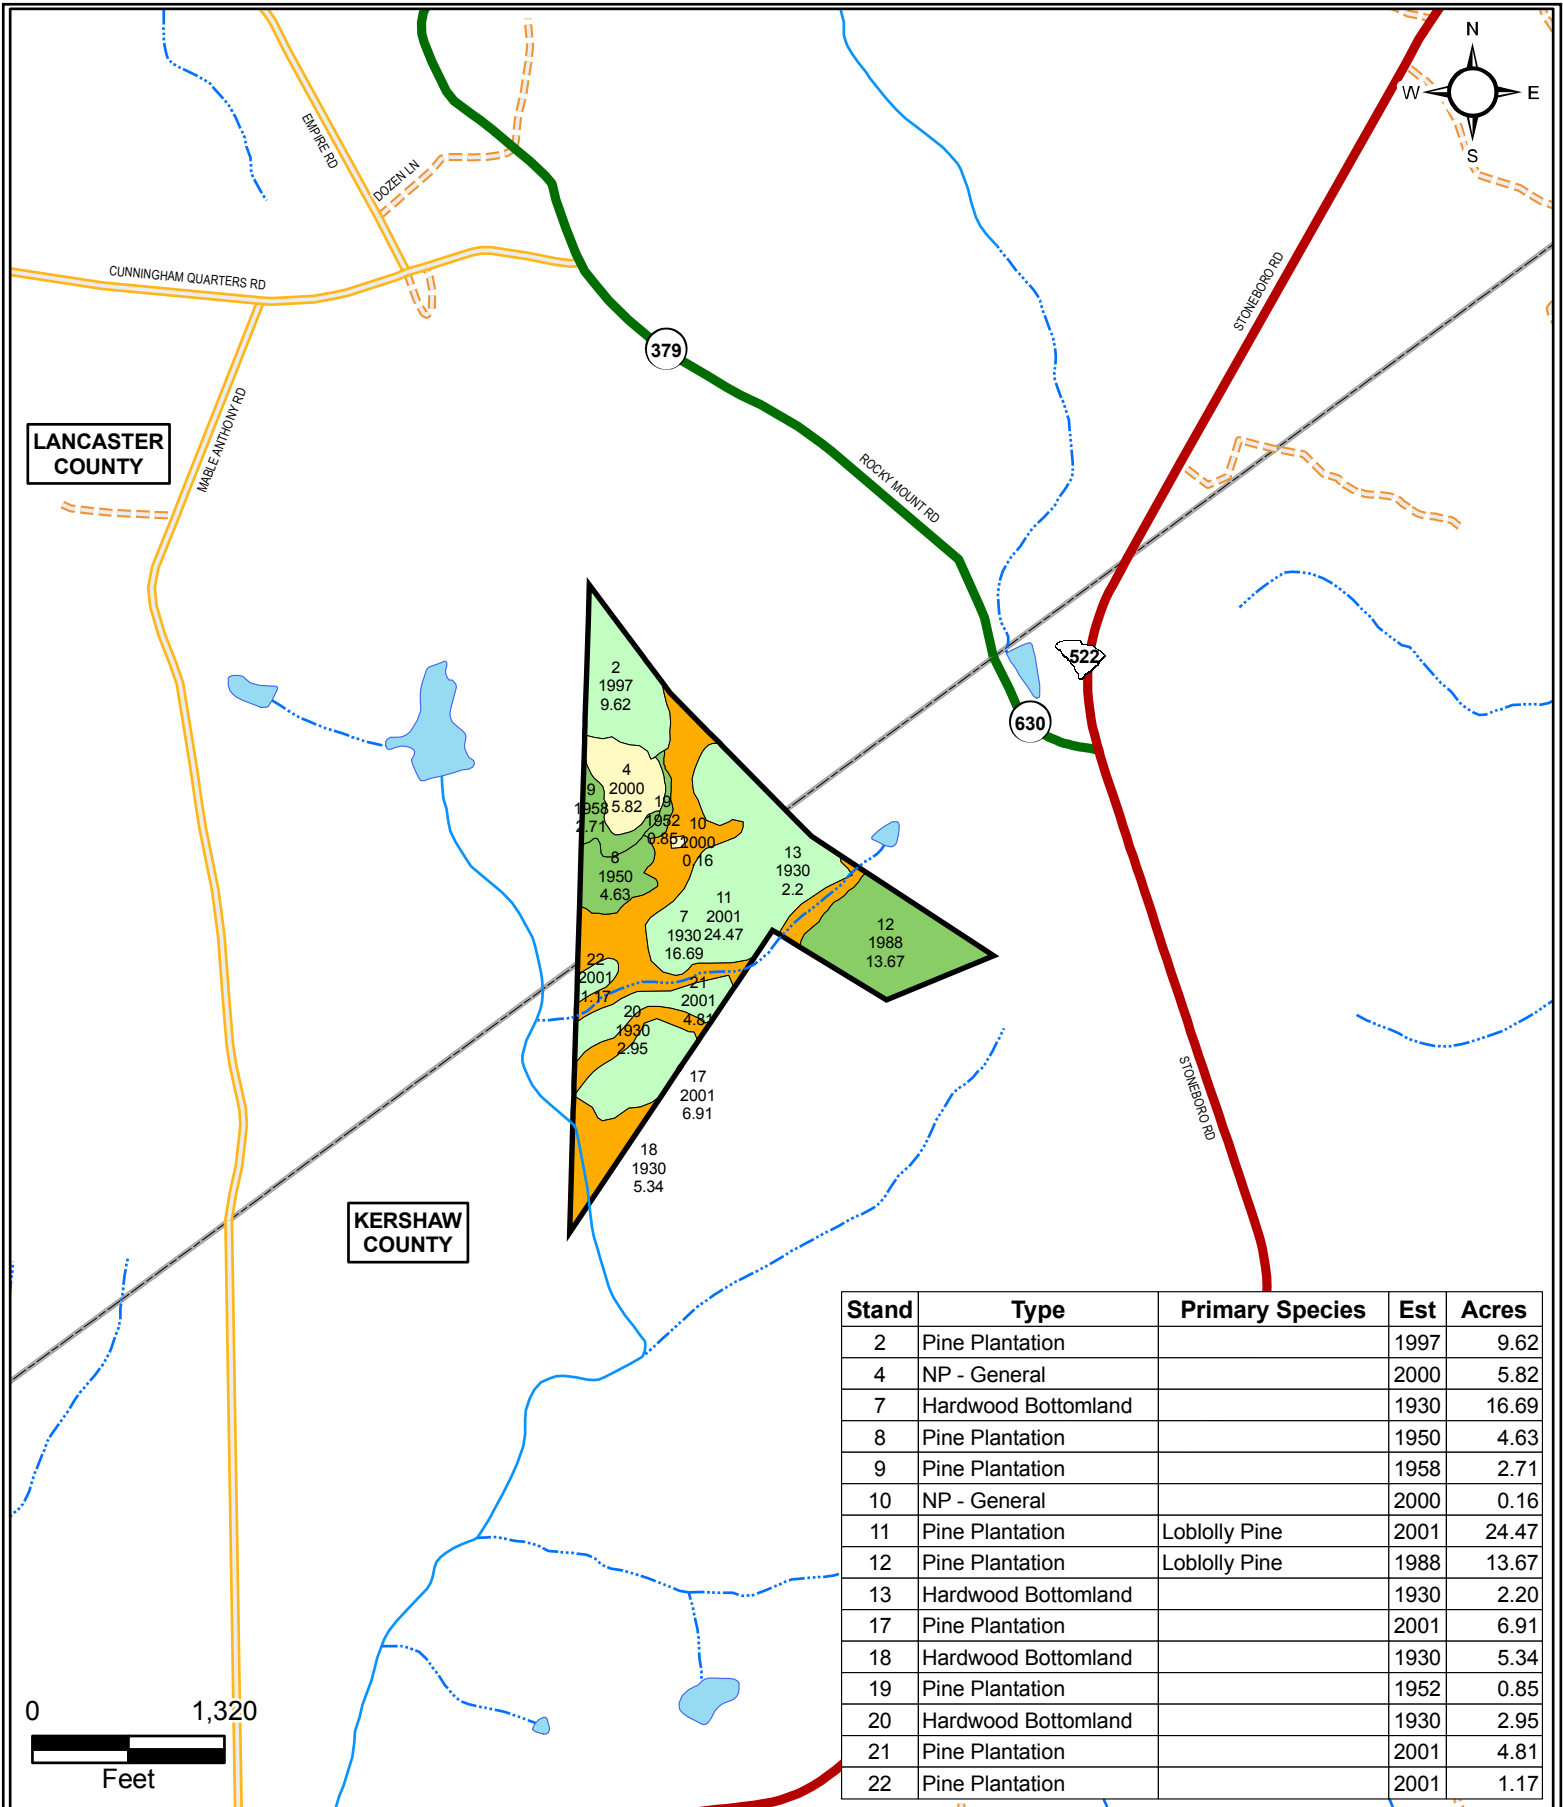 N
W E
S
EMPIRE RD
DOZEN LN
CUNNINGHAM QUARTERS RD
STONEBORO RD
379
MABLE ANTHONY RD
LANCASTER
COUNTY
ROCKY MOUNT RD
522
630
2
1997
9.62
4
2000
5.82
9
1958
2.71
19
1952
0.85
10
2000
0.16
8
1950
4.63
13
1930
2.2
11
2001
24.47
7
1930
16.69
12
1988
13.67
22
2001
1.17
21
2001
4.81
20
1930
2.95
17
2001
6.91
18
1930
5.34
STONEBORO RD
KERSHAW
COUNTY
Stand Type Primary Species Est Acres
2 Pine Plantation 1997 9.62
4 NP - General 2000 5.82
7 Hardwood Bottomland 1930 16.69
8 Pine Plantation 1950 4.63
9 Pine Plantation 1958 2.71
10 NP - General 2000 0.16
11 Pine Plantation Loblolly Pine 2001 24.47
12 Pine Plantation Loblolly Pine 1988 13.67
13 Hardwood Bottomland 1930 2.20
17 Pine Plantation 2001 6.91
18 Hardwood Bottomland 1930 5.34
19 Pine Plantation 1952 0.85
20 Hardwood Bottomland 1930 2.95
21 Pine Plantation 2001 4.81
22 Pine Plantation 2001 1.17
0 1,320
Feet